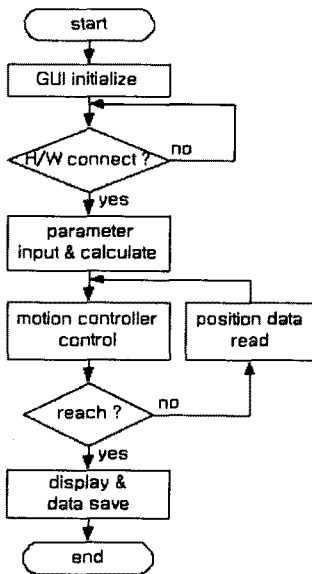 start
GUI initialize
H/W connect ?
no
yes
parameter
input & calculate
motion controller
control
position data
read
reach ?
no
yes
display &
data save
end